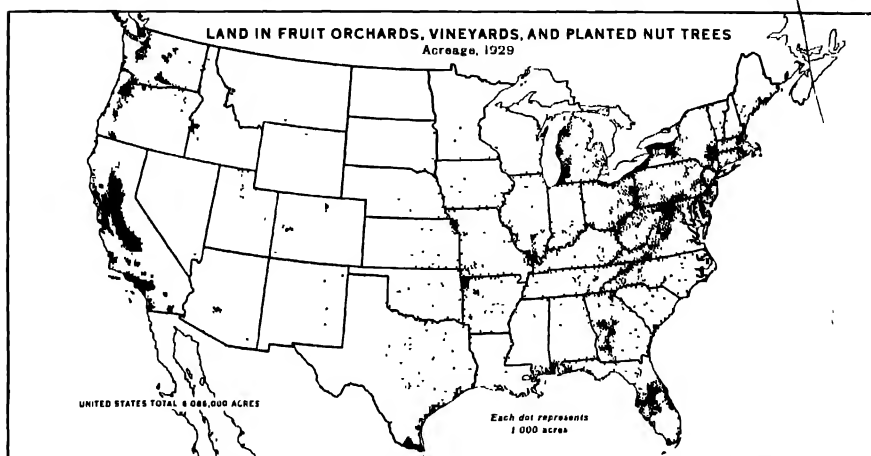 LAND IN FRUIT ORCHARDS, VINEYARDS, AND PLANTED NUT TREES
Acreage, 1929
UNITED STATES TOTAL 6 086,000 ACRES
Each dot represents
1 000 acres